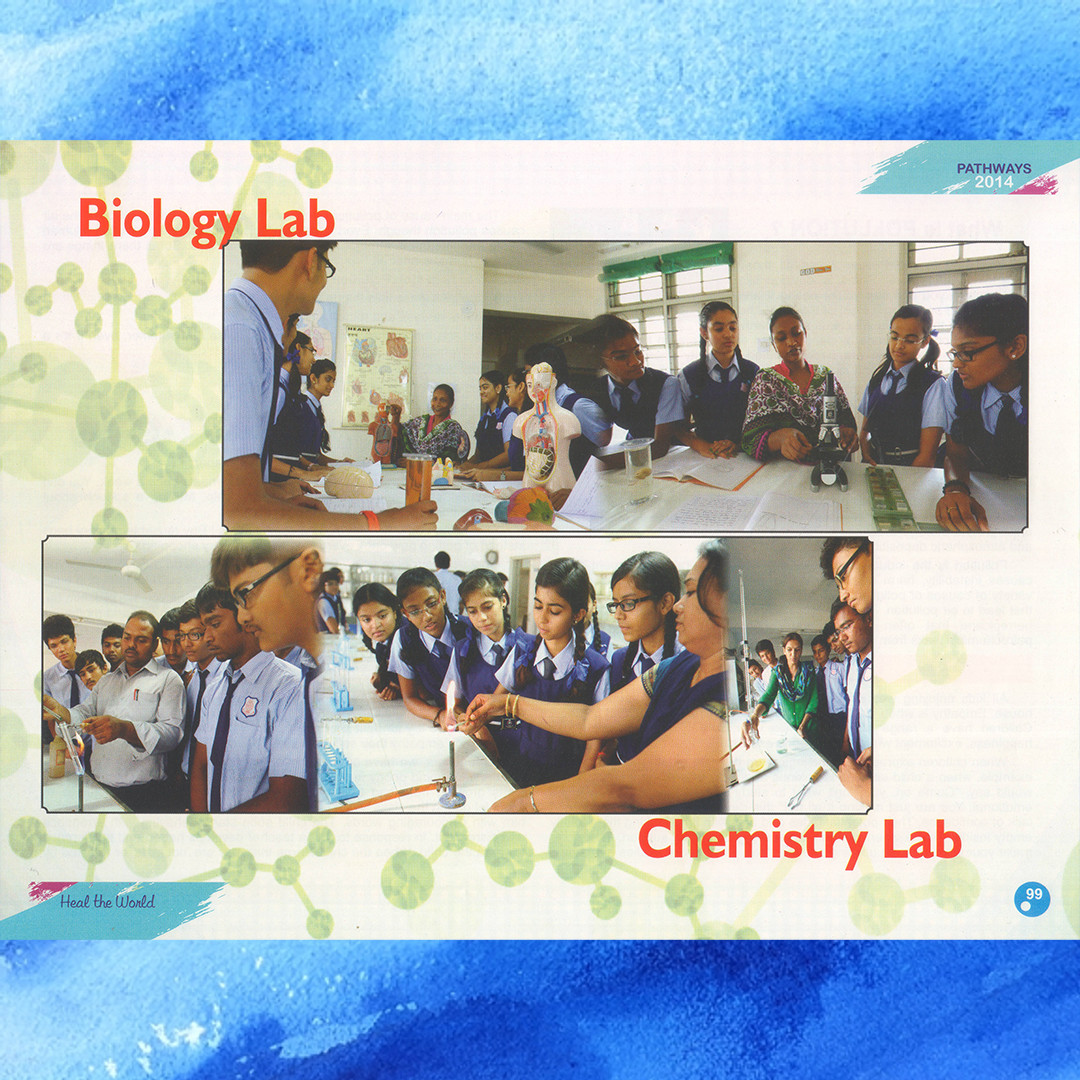 PATHWAYS
2014
Biology Lab
HEART
Chemistry Lab
Heal the World
99